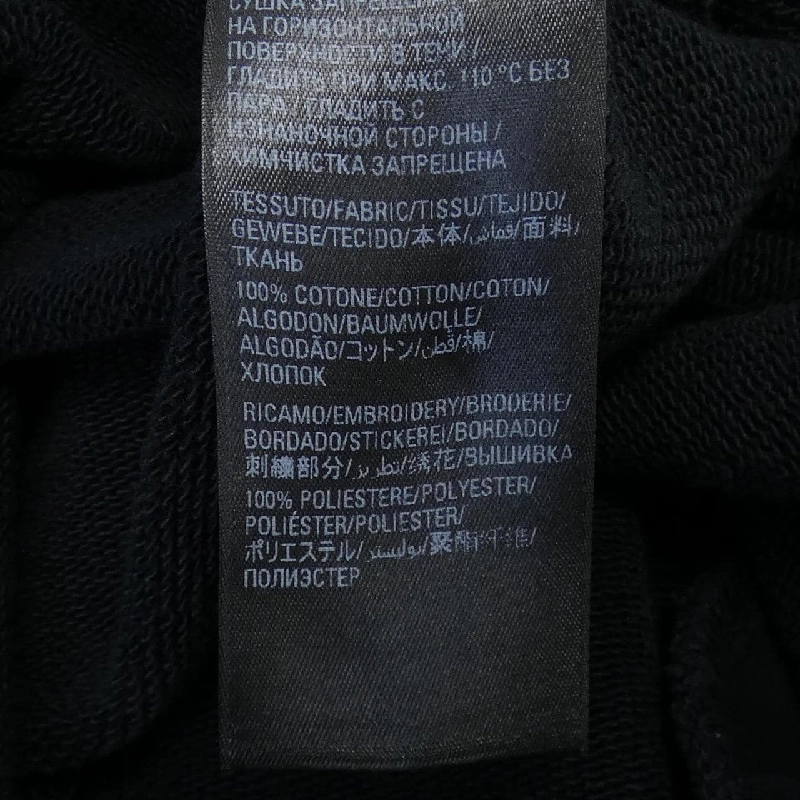 СУШКА ЗАПРЕЩЕНА
НА ГОРИЗОНТАЛЬНОЙ
ПОВЕРХНОСТИ В ТЕНИ /
ГЛАДИТЬ ПРИ МАКС. 110 °C БЕЗ
ПАРА / ГЛАДИТЬ С
ИЗНАНОЧНОЙ СТОРОНЫ /
ХИМЧИСТКА ЗАПРЕЩЕНА
TESSUTO/FABRIC/TISSU/TEJIDO/
GEWEBE/TECIDO/本体/قماش/面料/
ТКАНЬ
100% COTONE/COTTON/COTON/
ALGODON/BAUMWOLLE/
ALGODÃO/コットン/قطن/棉/
ХЛОПОК
RICAMO/EMBROIDERY/BRODERIE/
BORDADO/STICKEREI/BORDADO/
刺繍部分/تطريز/绣花/ВЫШИВКА
100% POLIESTERE/POLYESTER/
POLIÉSTER/POLIESTER/
ポリエステル/بوليستر/聚酯纤维/
ПОЛИЭСТЕР